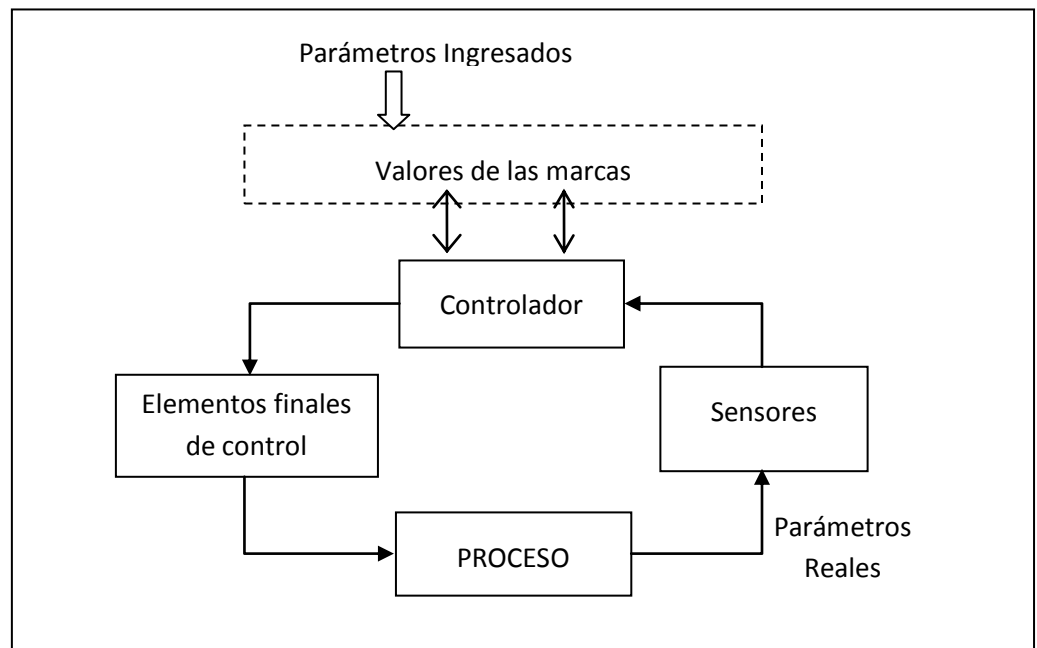 Parámetros Ingresados
Valores de las marcas
Controlador
Elementos finales
de control
Sensores
PROCESO
Parámetros
Reales